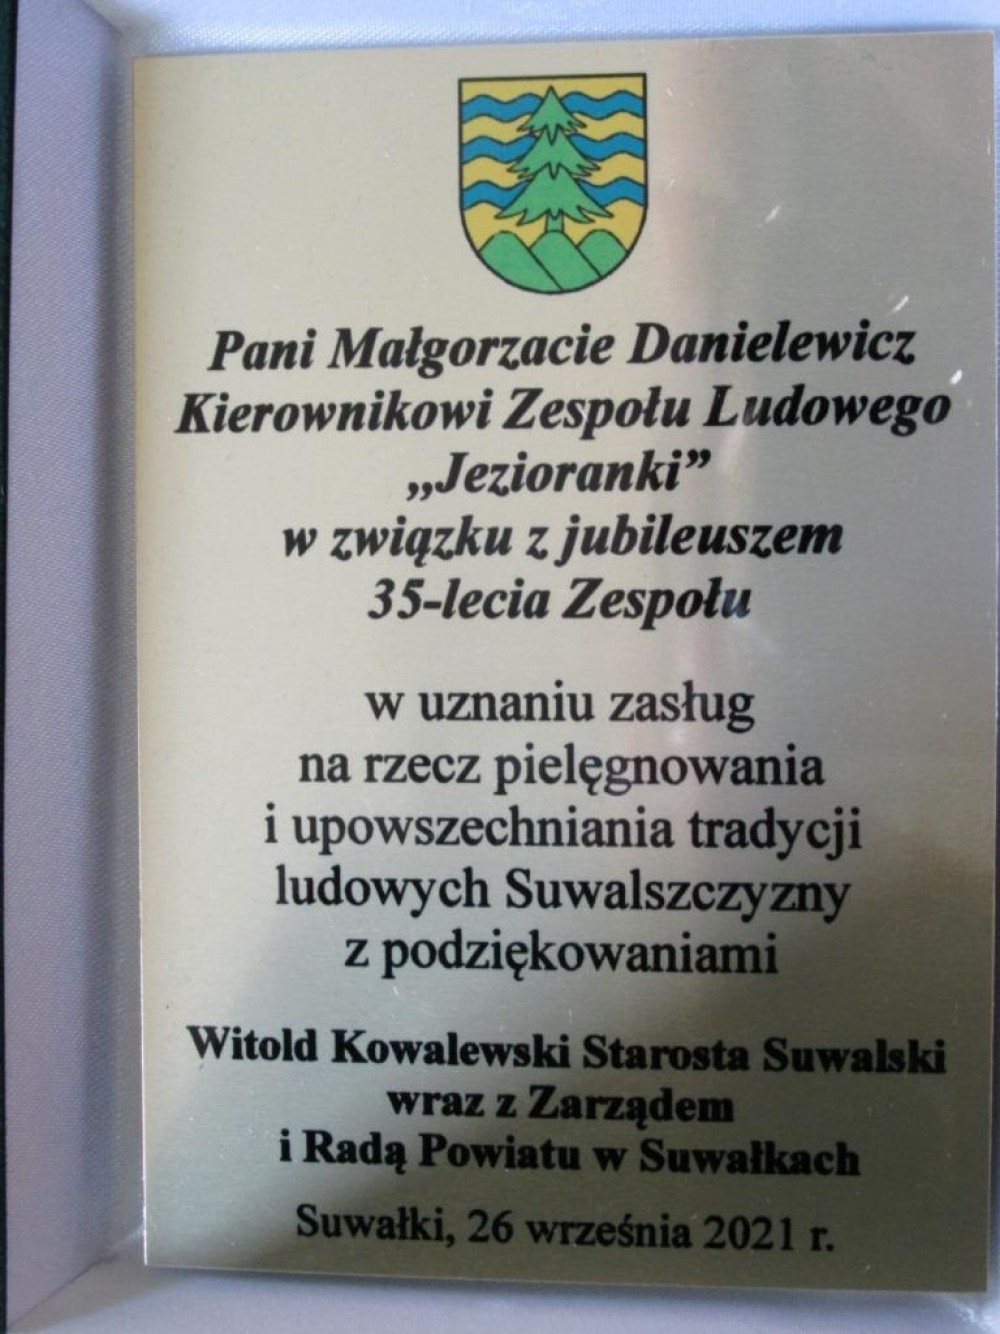 Pani Małgorzacie Danielewicz
Kierownikowi Zespołu Ludowego
„Jezioranki”
w związku z jubileuszem
35-lecia Zespołu
w uznaniu zasług
na rzecz pielęgnowania
i upowszechniania tradycji
ludowych Suwalszczyzny
z podziękowaniami
Witold Kowalewski Starosta Suwalski
wraz z Zarządem
i Radą Powiatu w Suwałkach
Suwałki, 26 września 2021 r.